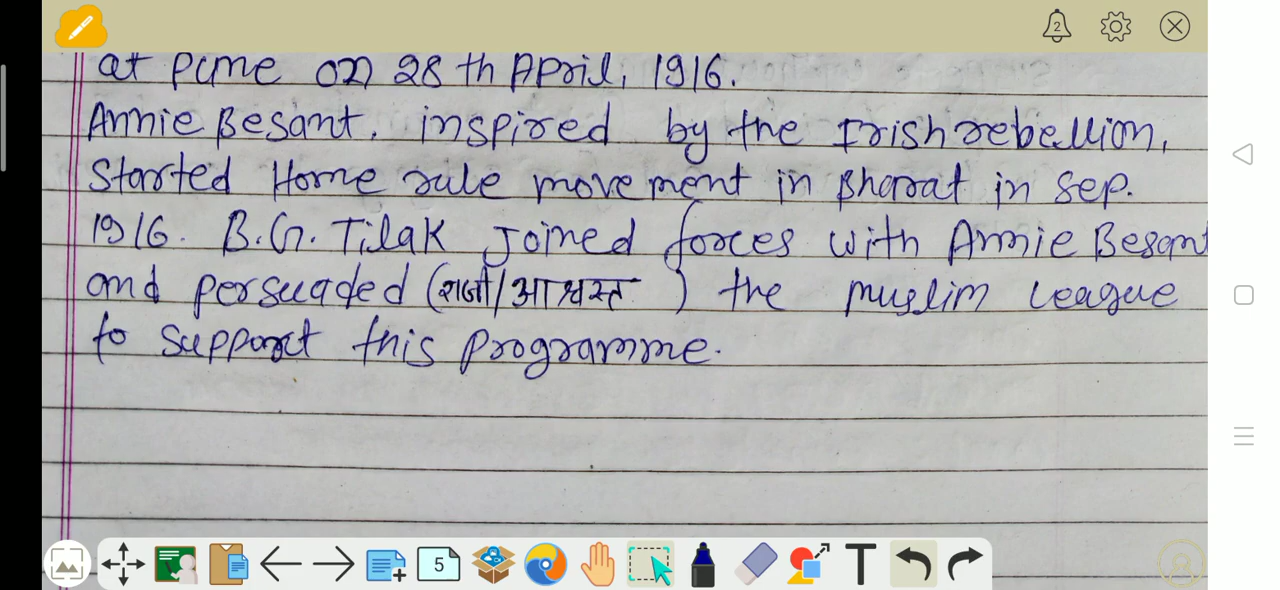 2
at Pune on 28 th April, 1916.
Annie Besant, inspired by the Irish rebellion,
Started Home rule movement in Bharat in Sep.
1916. B.G. Tilak Joined forces with Annie Besant
and persuaded (राजी/आश्वस्त ) the muslim League
to support this programme.
5
T